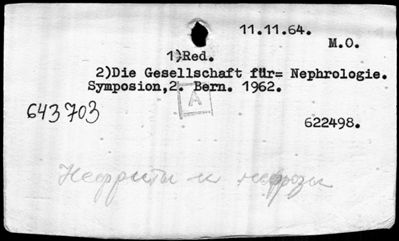 11.11.64.
M.O.
1)Red.
2)Die Gesellschaft für= Nephrologie.
Symposion,2. Bern. 1962.
A
643703
622498.
Нефриты и нефрозы